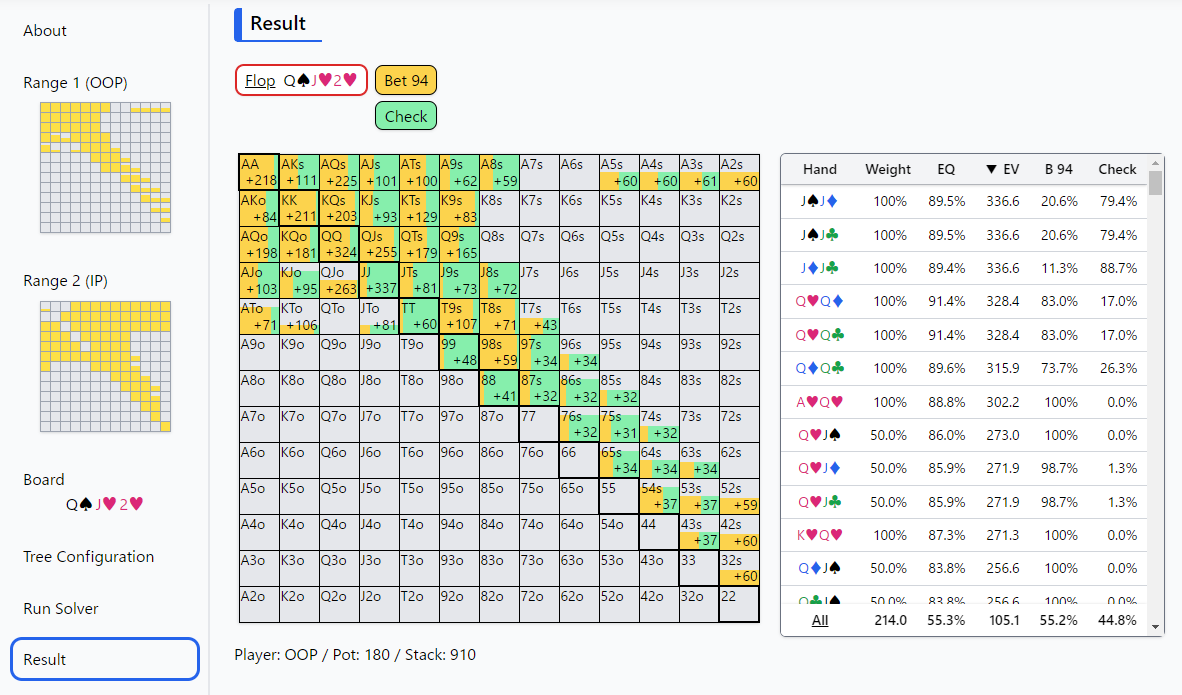 About
Range 1 (OOP)
Range 2 (IP)
Board
Q♠ J♥ 2♥
Tree Configuration
Run Solver
Result
Result
Flop Q♠ J♥ 2♥ Bet 94
Check
AA AKs AQs AJs ATs A9s A8s A7s A6s A5s A4s A3s A2s
+218 +111 +225 +101 +100 +62 +59 +60 +60 +61 +60
AKo KK KQs KJs KTs K9s K8s K7s K6s K5s K4s K3s K2s
+84 +211 +203 +93 +129 +83
AQo KQo QQ QJs QTs Q9s Q8s Q7s Q6s Q5s Q4s Q3s Q2s
+198 +181 +324 +255 +179 +165
AJo KJo QJo JJ JTs J9s J8s J7s J6s J5s J4s J3s J2s
+103 +95 +263 +337 +81 +73 +72
ATo KTo QTo JTo TT T9s T8s T7s T6s T5s T4s T3s T2s
+71 +106 +81 +60 +107 +71 +43
A9o K9o Q9o J9o T9o 99 98s 97s 96s 95s 94s 93s 92s
+48 +59 +34 +34
A8o K8o Q8o J8o T8o 98o 88 87s 86s 85s 84s 83s 82s
+41 +32 +32 +32
A7o K7o Q7o J7o T7o 97o 87o 77 76s 75s 74s 73s 72s
+32 +31 +32
A6o K6o Q6o J6o T6o 96o 86o 76o 66 65s 64s 63s 62s
+34 +34 +34
A5o K5o Q5o J5o T5o 95o 85o 75o 65o 55 54s 53s 52s
+37 +37 +59
A4o K4o Q4o J4o T4o 94o 84o 74o 64o 54o 44 43s 42s
+37 +60
A3o K3o Q3o J3o T3o 93o 83o 73o 63o 53o 43o 33 32s
+60
A2o K2o Q2o J2o T2o 92o 82o 72o 62o 52o 42o 32o 22
Player: OOP / Pot: 180 / Stack: 910
Hand Weight EQ ▼ EV B 94 Check
J♠J♦ 100% 89.5% 336.6 20.6% 79.4%
J♠J♣ 100% 89.5% 336.6 20.6% 79.4%
J♦J♣ 100% 89.4% 336.6 11.3% 88.7%
Q♥Q♦ 100% 91.4% 328.4 83.0% 17.0%
Q♥Q♣ 100% 91.4% 328.4 83.0% 17.0%
Q♦Q♣ 100% 89.6% 315.9 73.7% 26.3%
A♥Q♥ 100% 88.8% 302.2 100% 0.0%
Q♥J♠ 50.0% 86.0% 273.0 100% 0.0%
Q♥J♦ 50.0% 85.9% 271.9 98.7% 1.3%
Q♥J♣ 50.0% 85.9% 271.9 98.7% 1.3%
K♥Q♥ 100% 87.3% 271.3 100% 0.0%
Q♦J♠ 50.0% 83.8% 256.6 100% 0.0%
Q♣J♠ 50.0% 83.8% 256.6 100% 0.0%
All 214.0 55.3% 105.1 55.2% 44.8%